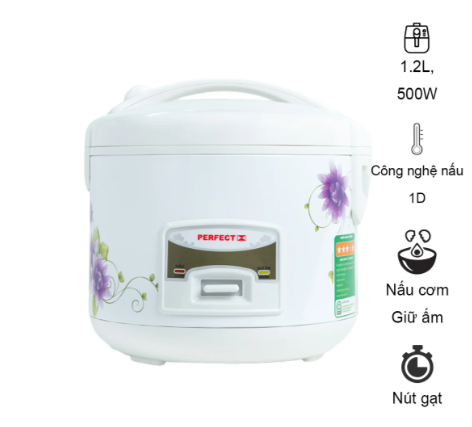 1.2L,
500W
Công nghệ nấu
1D
PERFECT
Nấu cơm
Giữ ấm
Nút gạt